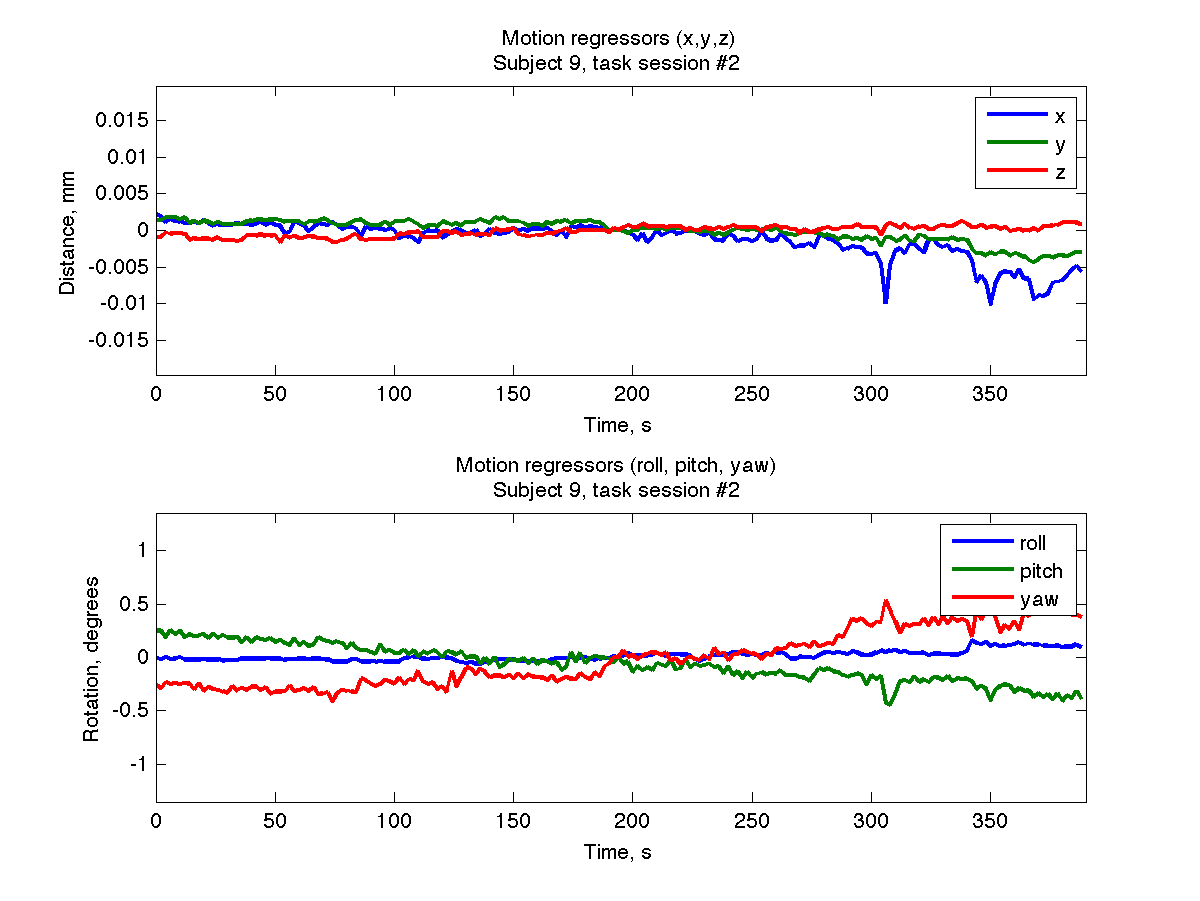 Motion regressors (x,y,z)
Subject 9, task session #2
0.015
0.01
0.005
0
-0.005
-0.01
-0.015
Distance, mm
x
y
z
0 50 100 150 200 250 300 350
Time, s
Motion regressors (roll, pitch, yaw)
Subject 9, task session #2
1
0.5
0
-0.5
-1
Rotation, degrees
roll
pitch
yaw
0 50 100 150 200 250 300 350
Time, s